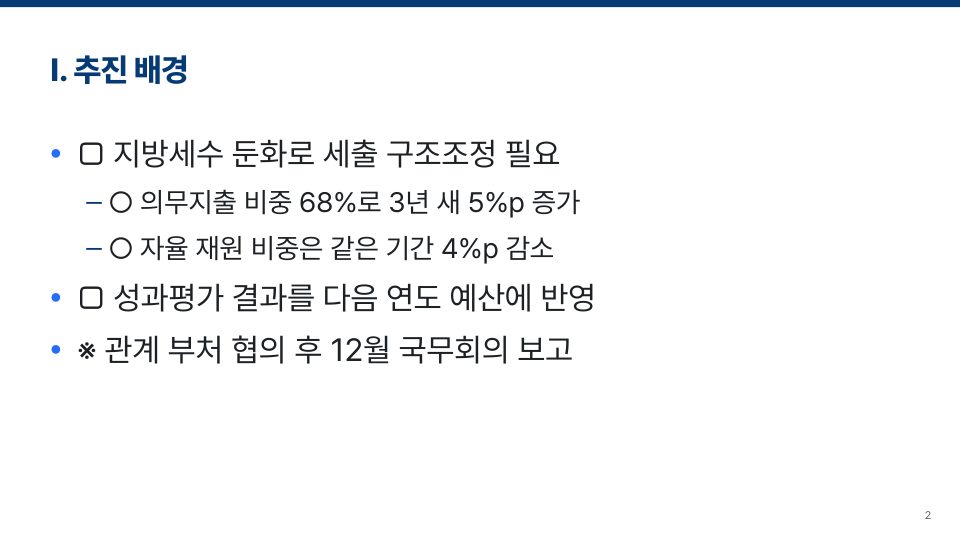 I. 추진 배경
• □ 지방세수 둔화로 세출 구조조정 필요
– ○ 의무지출 비중 68%로 3년 새 5%p 증가
– ○ 자율 재원 비중은 같은 기간 4%p 감소
• □ 성과평가 결과를 다음 연도 예산에 반영
• ※ 관계 부처 협의 후 12월 국무회의 보고
2